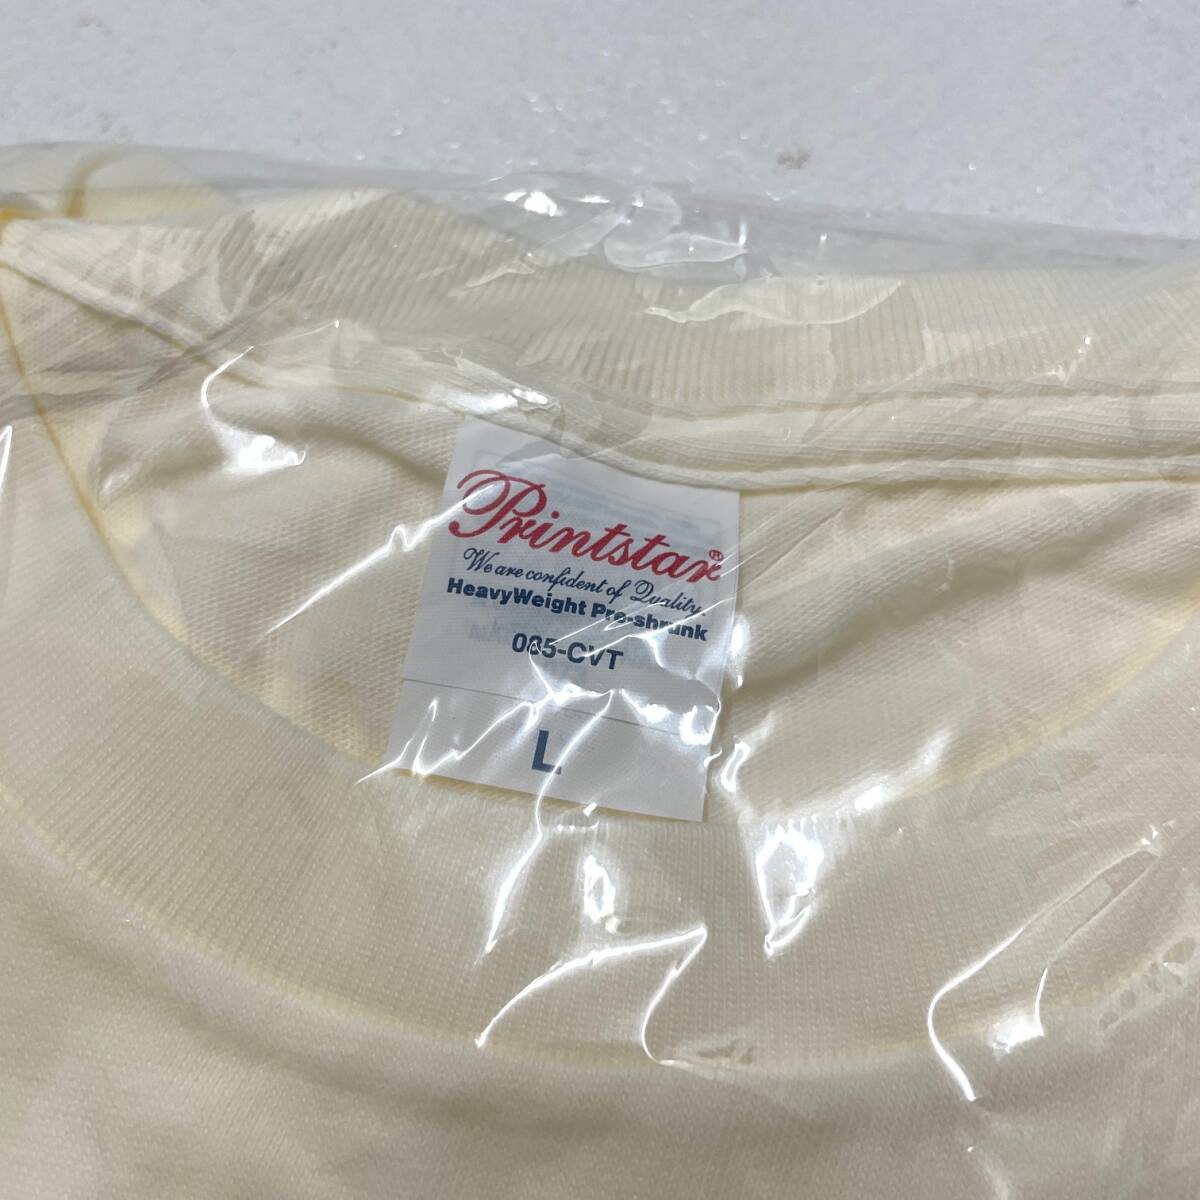 Printstar®
We are confident of Quality.
HeavyWeight Pre-shrunk
085-CVT
L